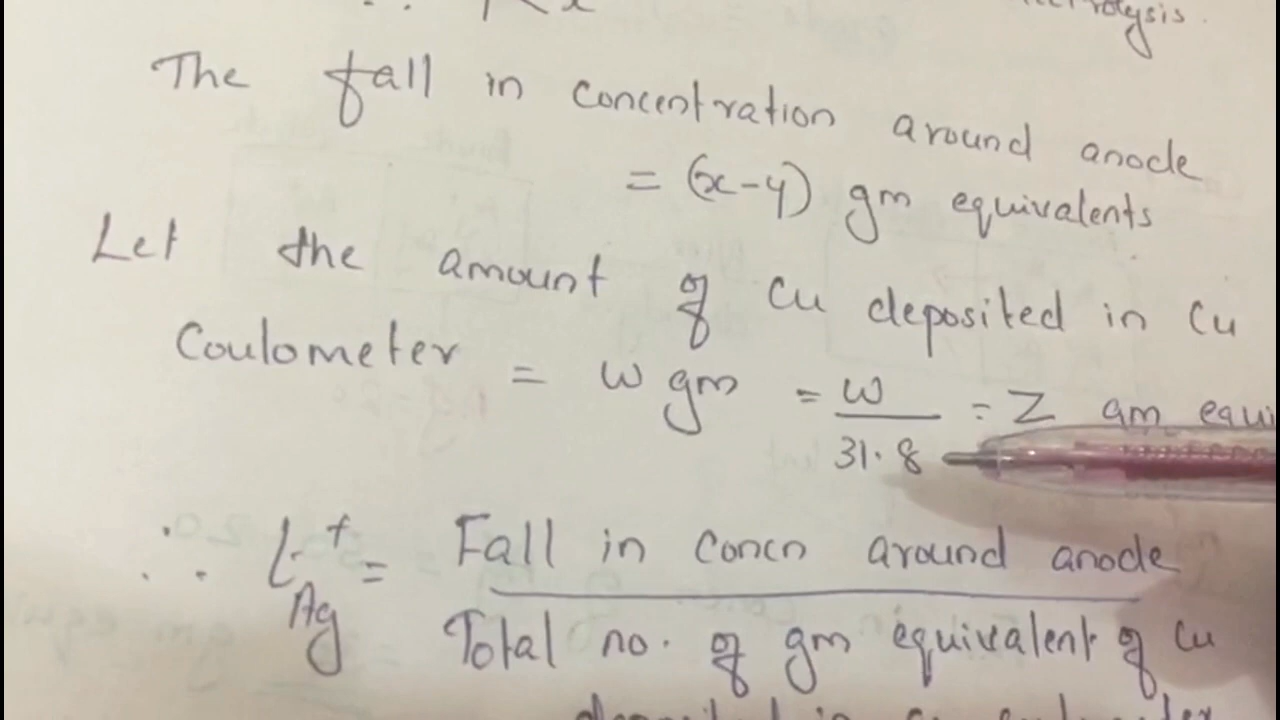 The fall in concentration around anode
= (x-y) gm equivalents
Let the amount of Cu deposited in Cu
Coulometer = w gm = w/31.8 = Z gm equi
∴ t⁺Ag = Fall in concn around anode
Total no. of gm equivalent of Cu